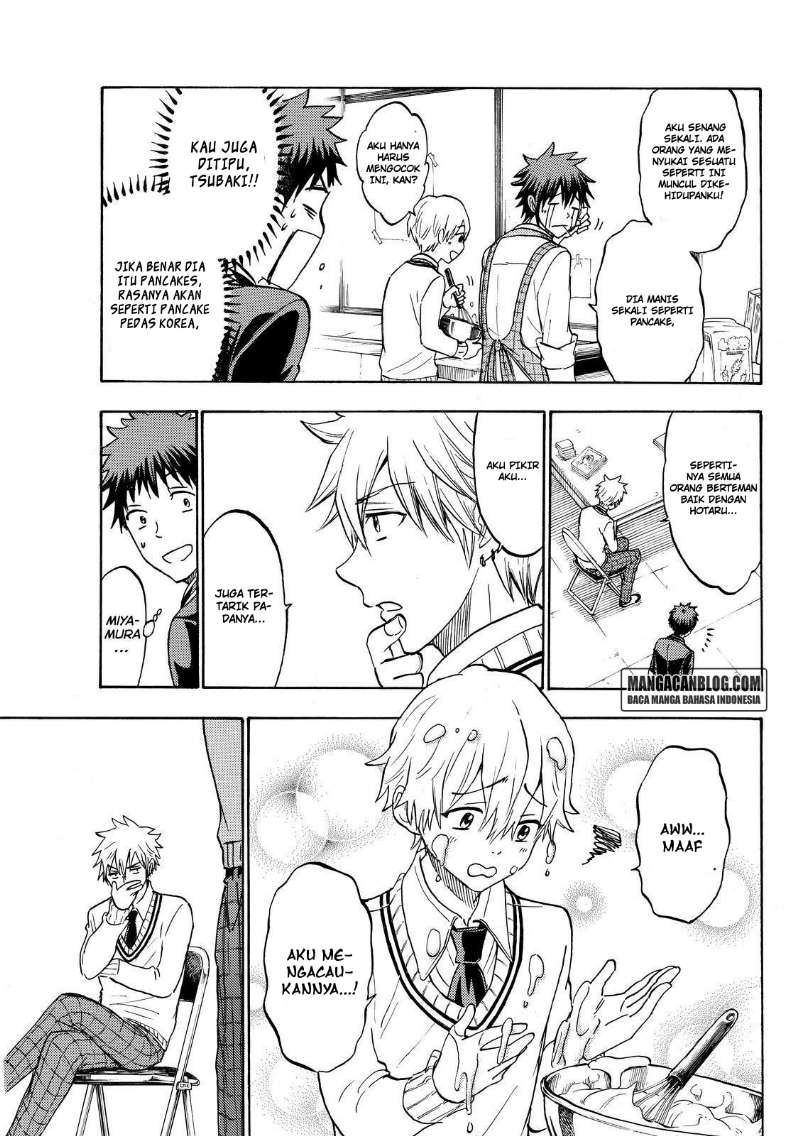 AKU SENANG
SEKALI. ADA
ORANG YANG ME-
NYUKAI SESUATU
SEPERTI INI
MUNCUL DIKE-
HIDUPANKU!
DIA MANIS
SEKALI SEPERTI
PANCAKE,
AKU HANYA
HARUS
MENGOCOK
INI, KAN?
KAU JUGA
DITIPU,
TSUBAKI!!
JIKA BENAR DIA
ITU PANCAKES,
RASANYA AKAN
SEPERTI PANCAKE
PEDAS KOREA,
SEPERTI-
NYA SEMUA
ORANG BERTEMAN
BAIK DENGAN
HOTARU...
AKU PIKIR
AKU...
JUGA TER-
TARIK PA-
DANYA...
MIYA-
MURA
...
MANGACANBLOG.COM
BACA MANGA BAHASA INDONESIA
AWW...
MAAF
AKU ME-
NGACAU-
KANNYA...!